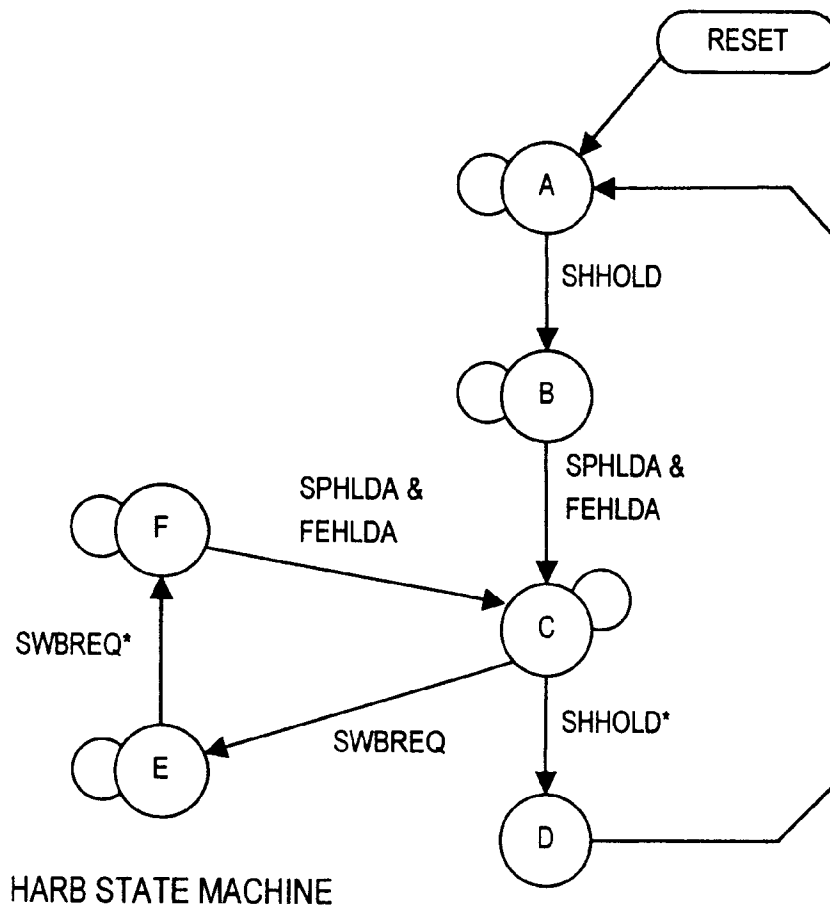 RESET
A
SHHOLD
B
SPHLDA &
FEHLDA
SPHLDA &
FEHLDA
F
C
SWBREQ*
SWBREQ
SHHOLD*
E
D
HARB STATE MACHINE